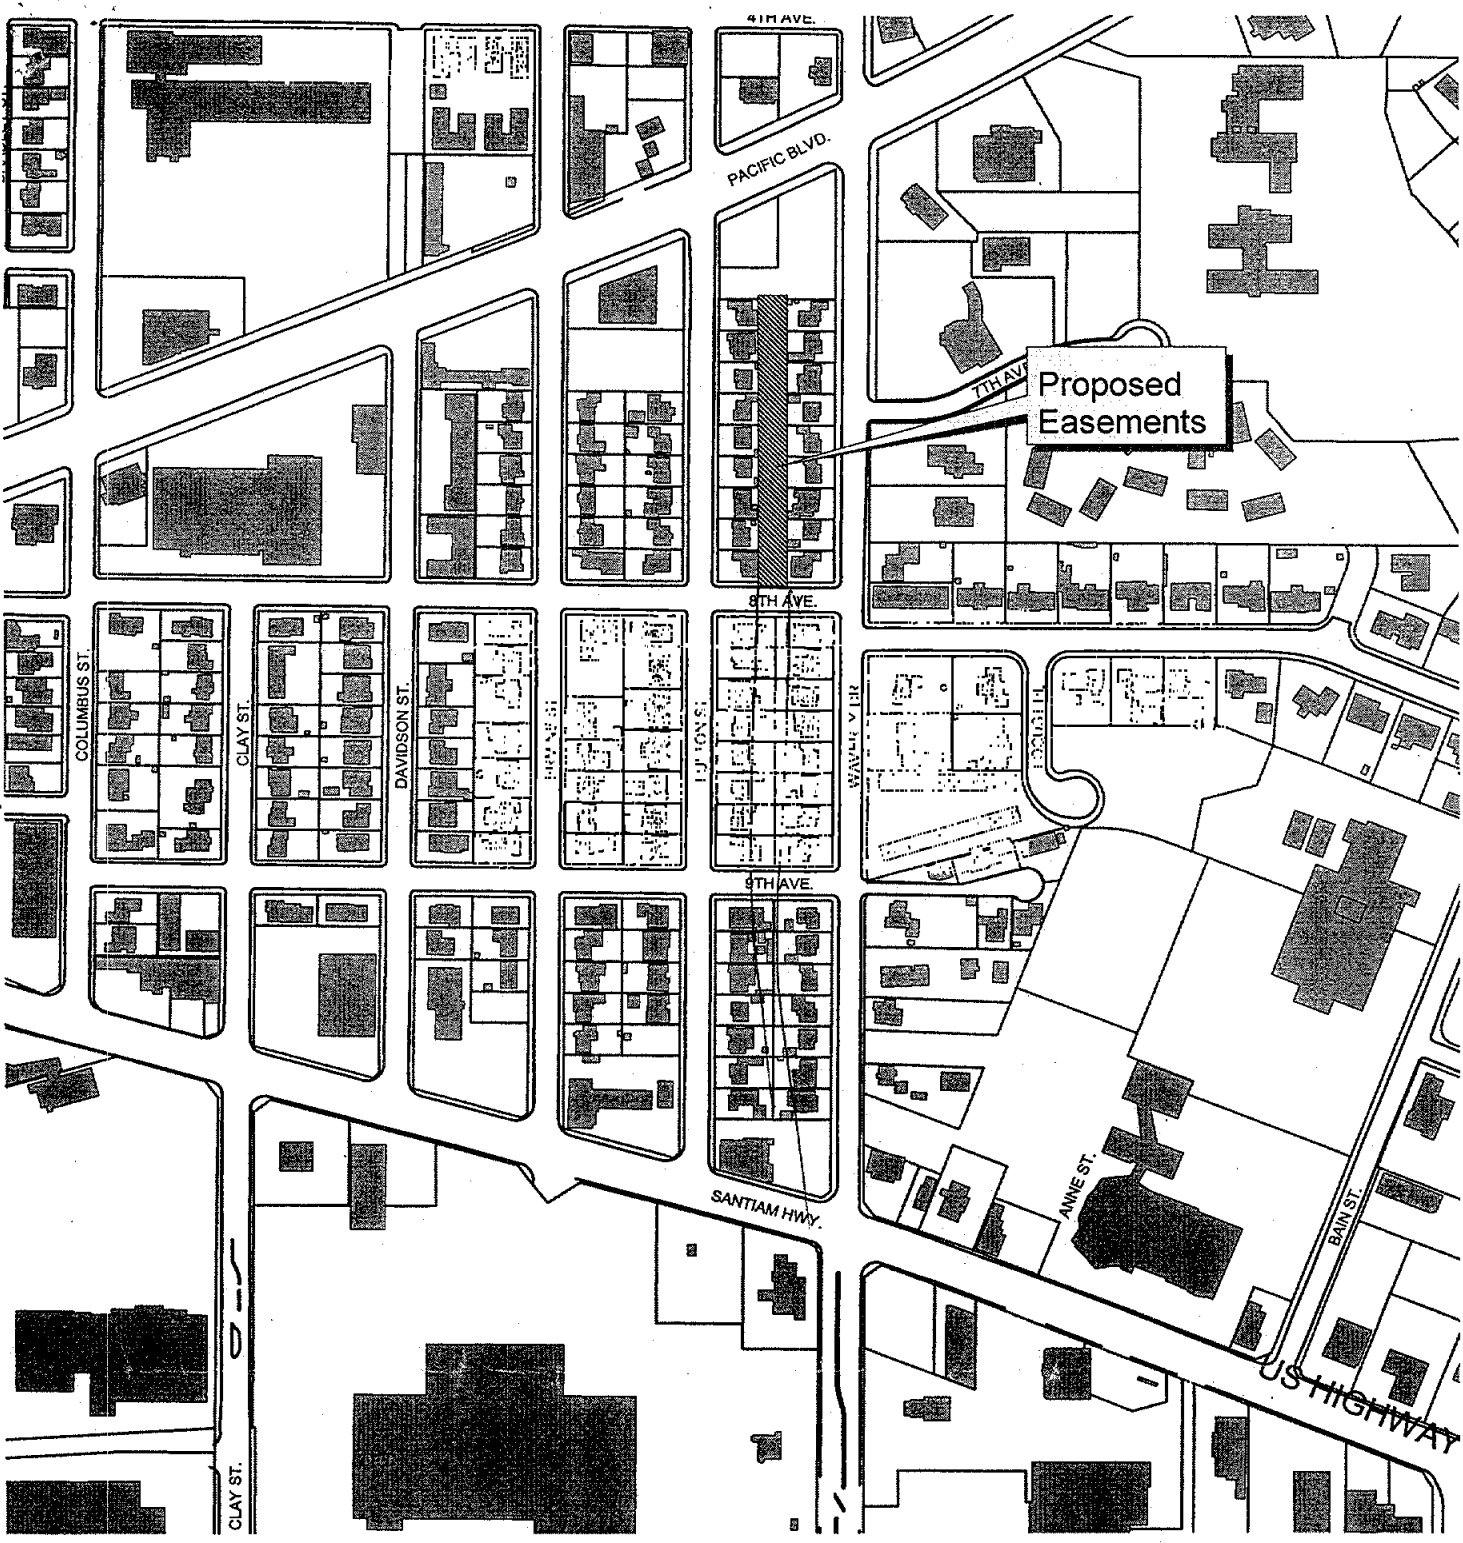 4TH AVE.
PACIFIC BLVD.
7TH AVE
Proposed
Easements
8TH AVE.
COLUMBUS ST.
CLAY ST.
DAVIDSON ST.
9TH AVE.
SANTIAM HWY.
ANNE ST.
BAIN ST.
US HIGHWAY
CLAY ST.